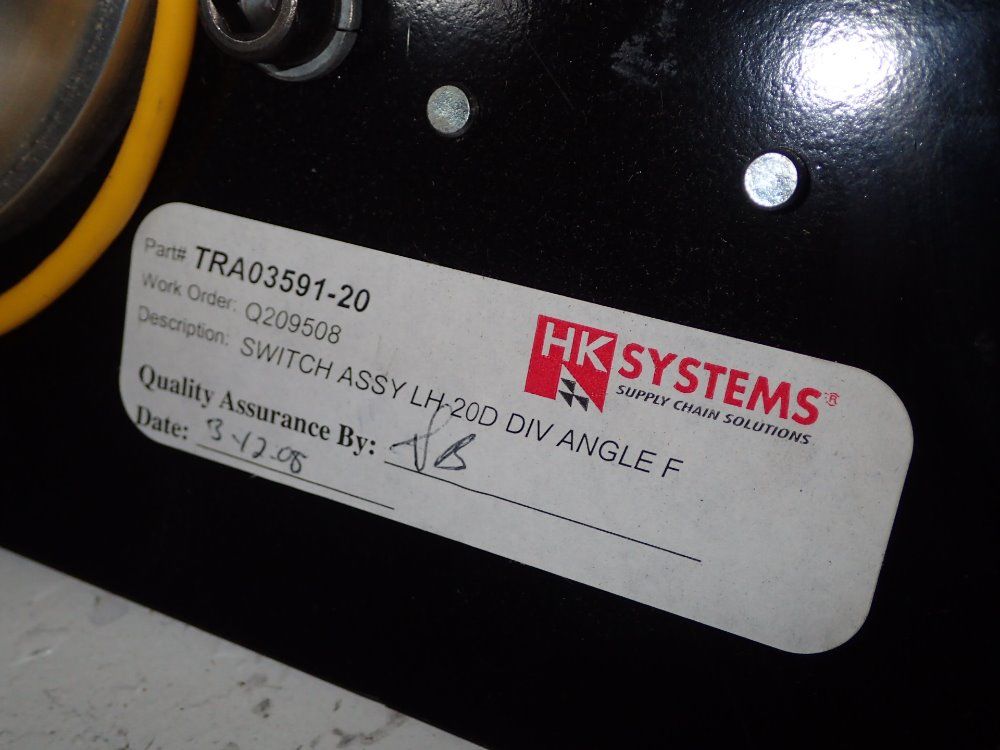 Part# TRA03591-20
Work Order: Q209508
Description: SWITCH ASSY LH-20D DIV ANGLE F
Quality Assurance By:
Date: 3-12-08
HK SYSTEMS®
SUPPLY CHAIN SOLUTIONS